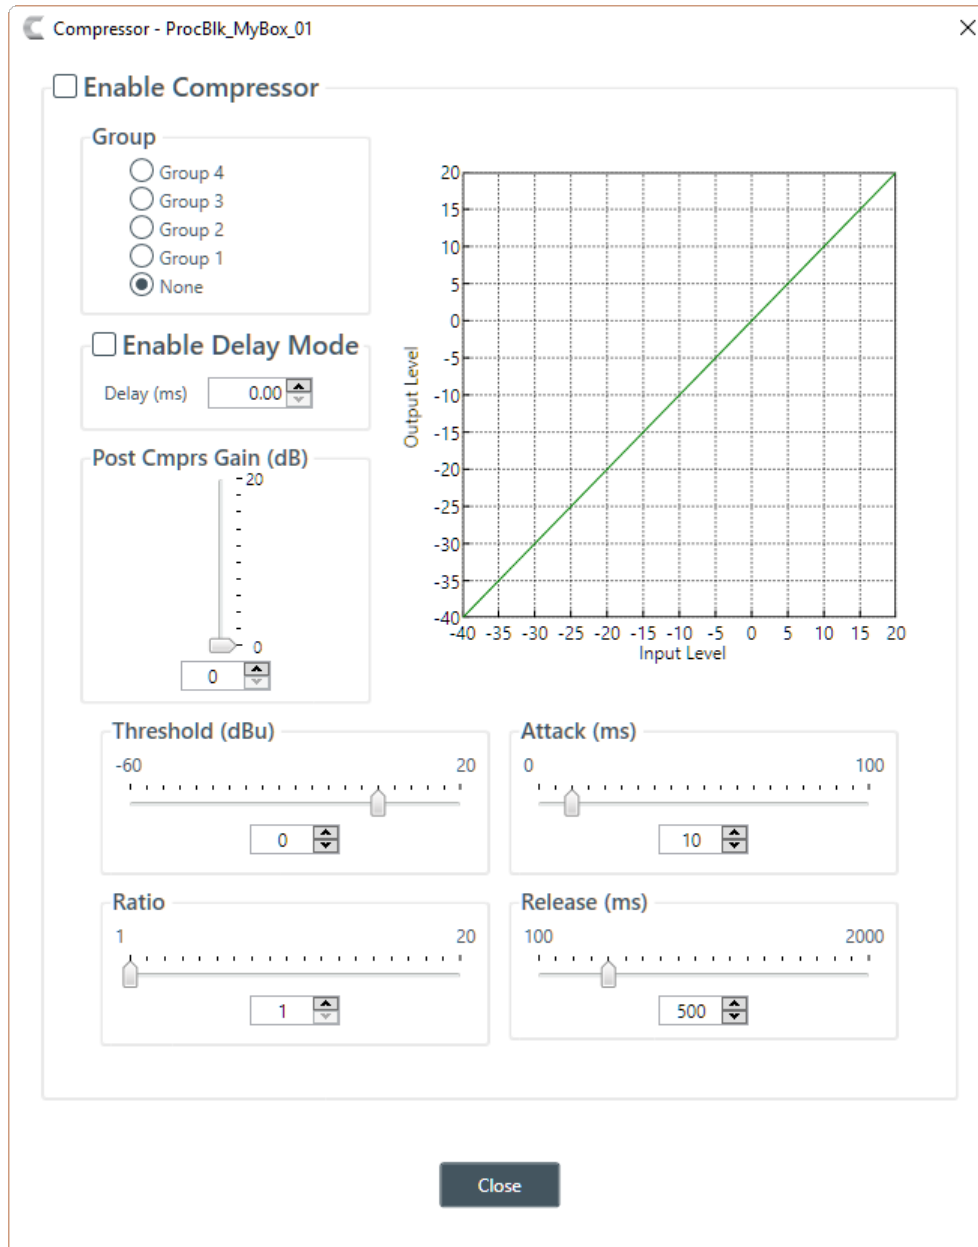 Compressor - ProcBlk_MyBox_01
Enable Compressor
Group
Group 4
Group 3
Group 2
Group 1
None
Enable Delay Mode
Delay (ms) 0.00
Post Cmprs Gain (dB)
20
0
0
20
15
10
5
0
-5
-10
-15
-20
-25
-30
-35
-40
Output Level
-40 -35 -30 -25 -20 -15 -10 -5 0 5 10 15 20
Input Level
Threshold (dBu)
-60 20
0
Attack (ms)
0 100
10
Ratio
1 20
1
Release (ms)
100 2000
500
Close